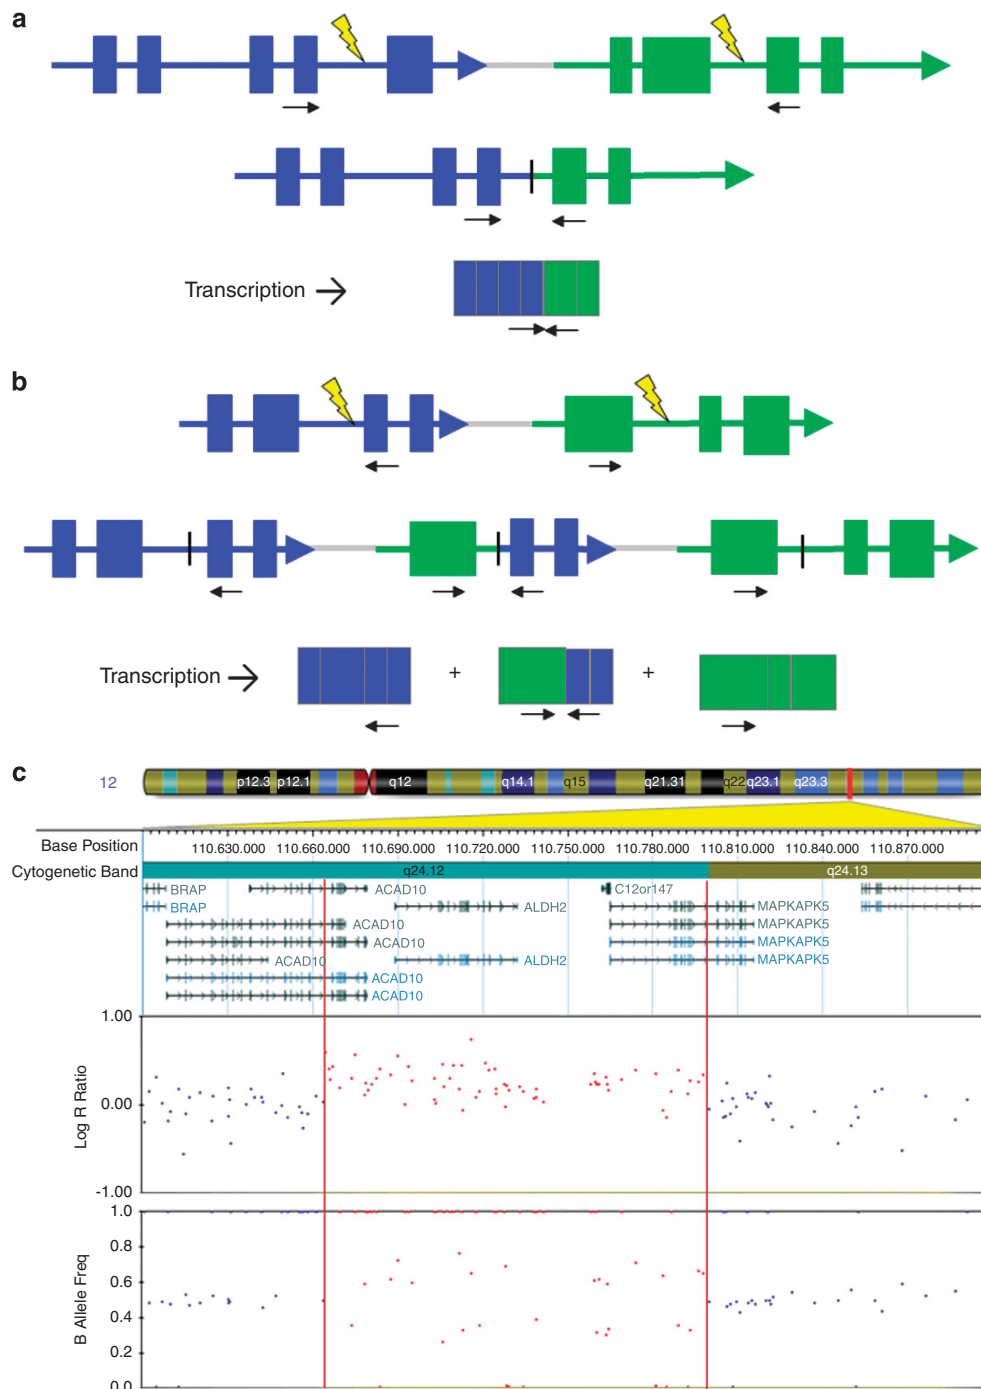 a
Transcription
b
Transcription
+
+
c
12
p12.3
p12.1
q12
q14.1
q15
q21.31
q22
q23.1
q23.3
Base Position
110.630.000
110.660.000
110.690.000
110.720.000
110.750.000
110.780.000
110.810.000
110.840.000
110.870.000
Cytogenetic Band
q24.12
q24.13
BRAP
ACAD10
C12or147
BRAP
ALDH2
MAPKAPK5
ACAD10
MAPKAPK5
ACAD10
MAPKAPK5
ACAD10
ALDH2
MAPKAPK5
ACAD10
ACAD10
Log R Ratio
1.00
0.00
-1.00
B Allele Freq
1.0
0.8
0.6
0.4
0.2
0.0